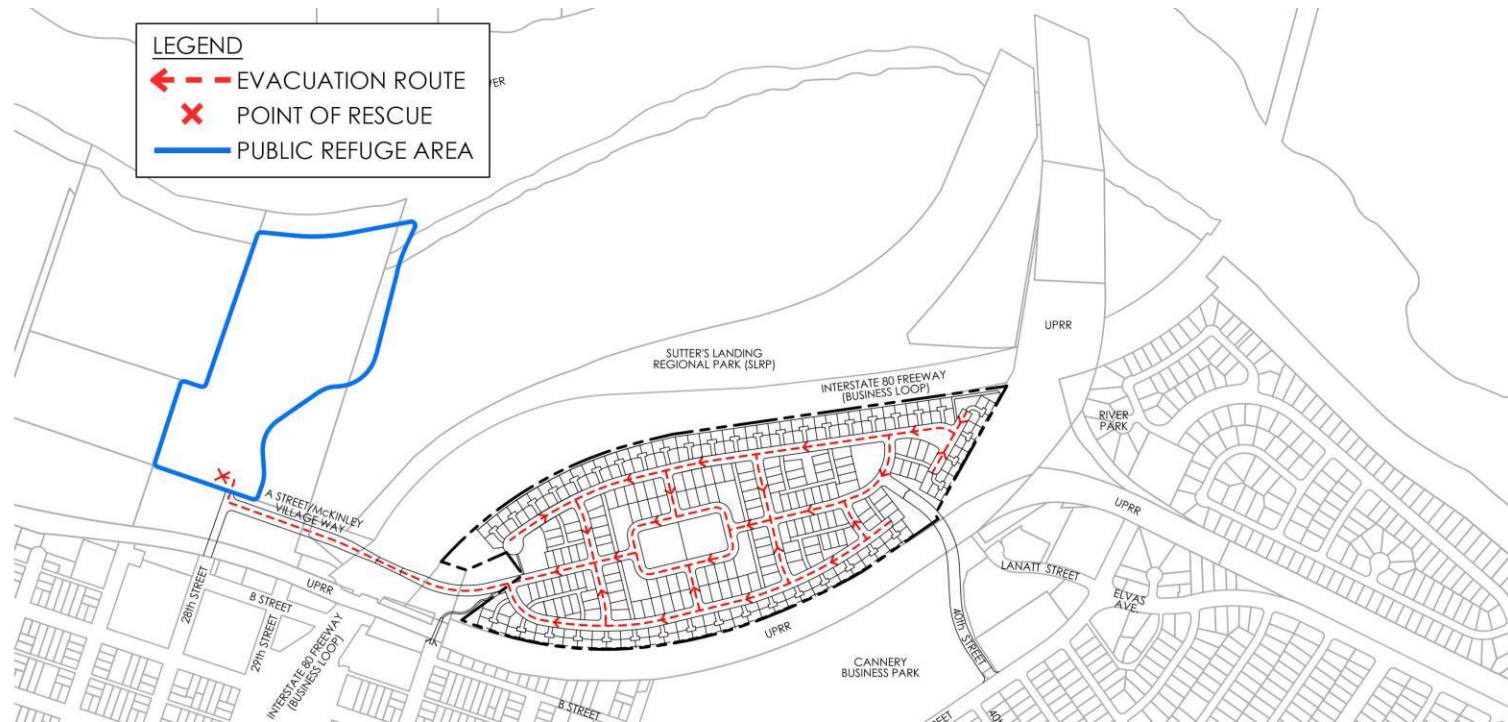 LEGEND
EVACUATION ROUTE
POINT OF RESCUE
PUBLIC REFUGE AREA
SUTTER'S LANDING
REGIONAL PARK (SLRP)
UPRR
INTERSTATE 80 FREEWAY
(BUSINESS LOOP)
RIVER
PARK
A STREET/McKINLEY
VILLAGE WAY
UPRR
LANATT STREET
ELVAS
AVE.
28th STREET
UPRR
B STREET
29th STREET
INTERSTATE 80 FREEWAY
(BUSINESS LOOP)
UPRR
40th STREET
CANNERY
BUSINESS PARK
B STREET